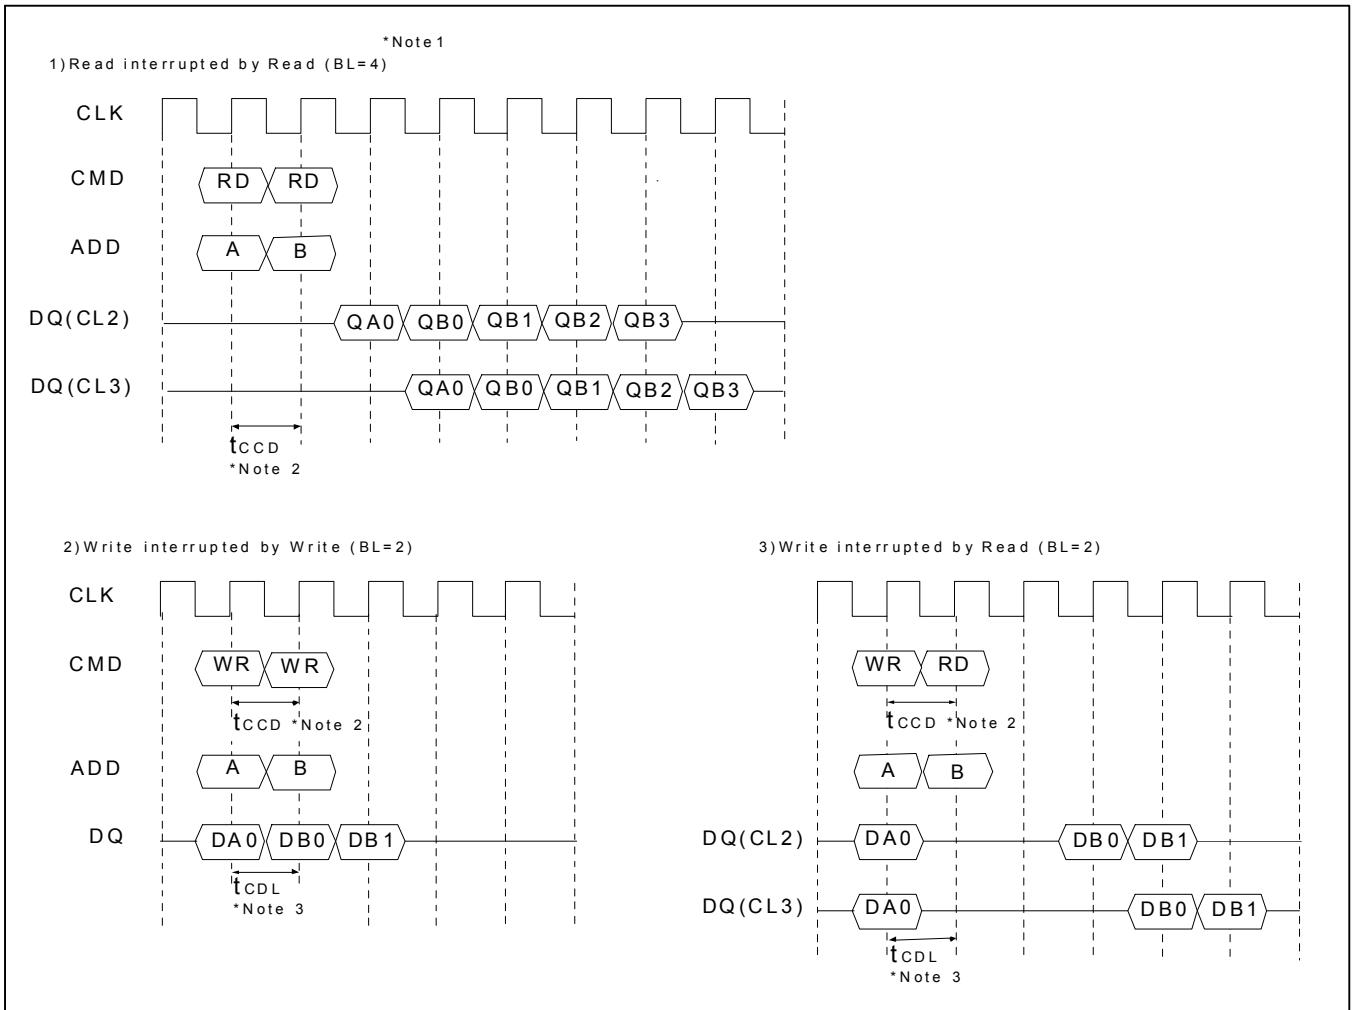 *Note1
1)Read interrupted by Read (BL=4)
CLK
CMD RD RD
ADD A B
DQ(CL2) QA0 QB0 QB1 QB2 QB3
DQ(CL3) QA0 QB0 QB1 QB2 QB3
tCCD
*Note 2
2)Write interrupted by Write (BL=2)
CLK
CMD WR WR
tCCD *Note 2
ADD A B
DQ DA0 DB0 DB1
tCDL
*Note 3
3)Write interrupted by Read (BL=2)
WR RD
tCCD *Note 2
A B
DQ(CL2) DA0 DB0 DB1
DQ(CL3) DA0 DB0 DB1
tCDL
*Note 3